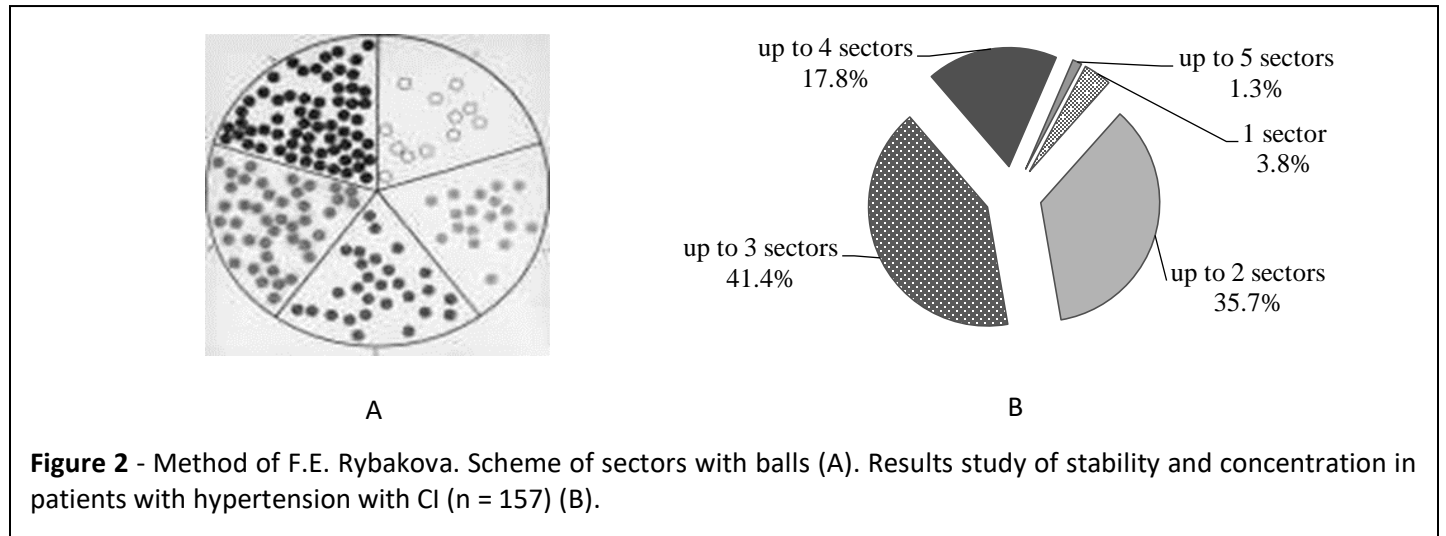 up to 4 sectors
17.8%
up to 5 sectors
1.3%
1 sector
3.8%
up to 3 sectors
41.4%
up to 2 sectors
35.7%
A
B
Figure 2 - Method of F.E. Rybakova. Scheme of sectors with balls (A). Results study of stability and concentration in
patients with hypertension with CI (n = 157) (B).